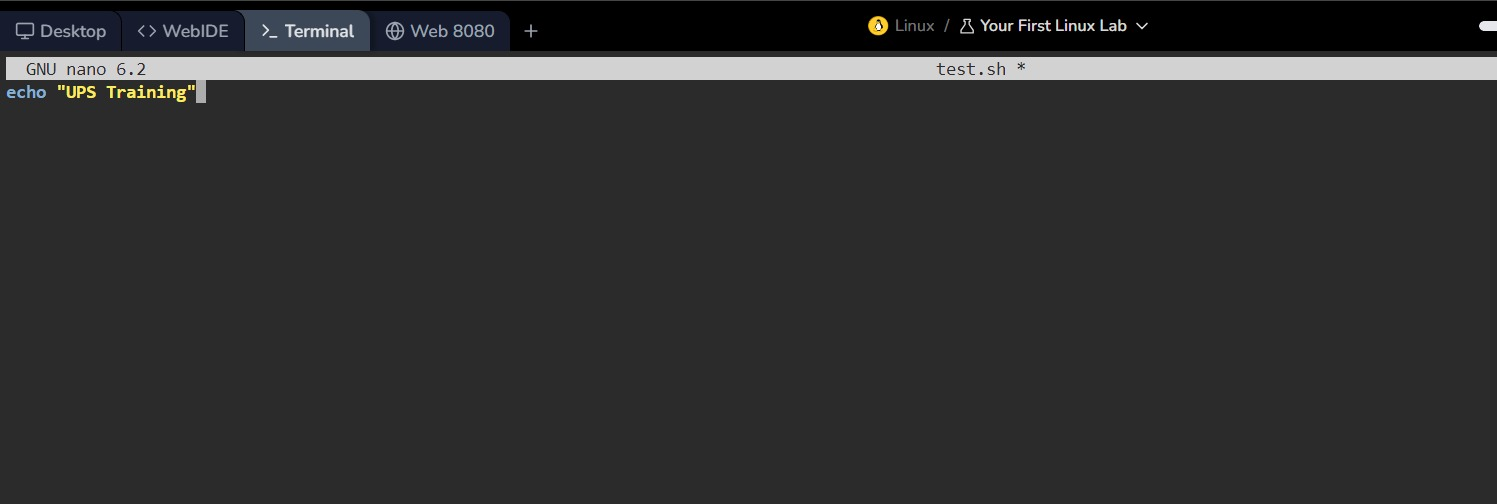 Desktop WebIDE Terminal Web 8080 + Linux / Your First Linux Lab
GNU nano 6.2 test.sh *
echo "UPS Training"